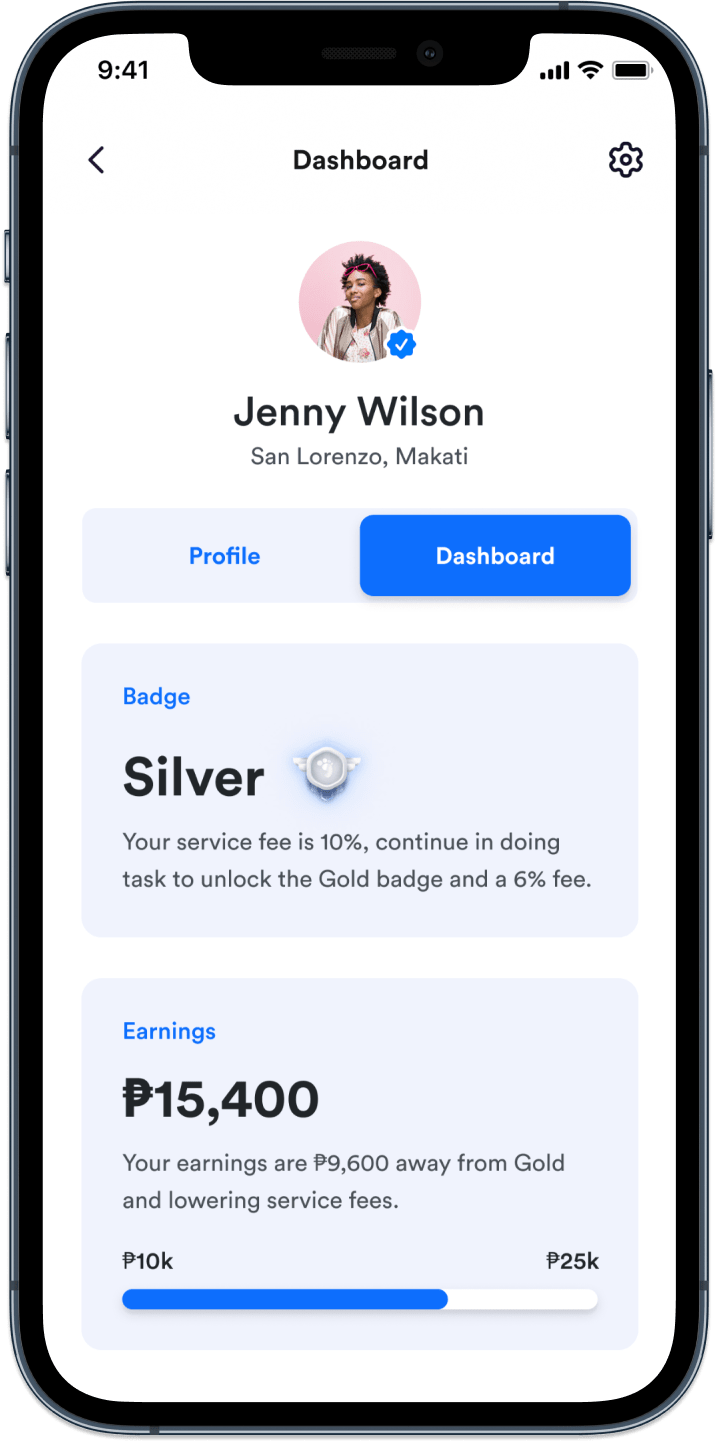 9:41
Dashboard
Jenny Wilson
San Lorenzo, Makati
Profile
Dashboard
Badge
Silver
Your service fee is 10%, continue in doing
task to unlock the Gold badge and a 6% fee.
Earnings
₱15,400
Your earnings are ₱9,600 away from Gold
and lowering service fees.
₱10k
₱25k